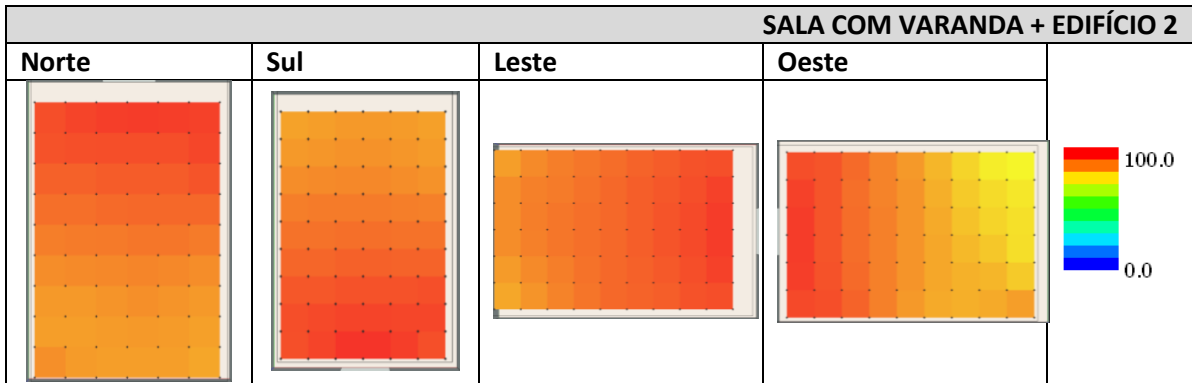 SALA COM VARANDA + EDIFÍCIO 2
Norte Sul Leste Oeste
100.0
0.0